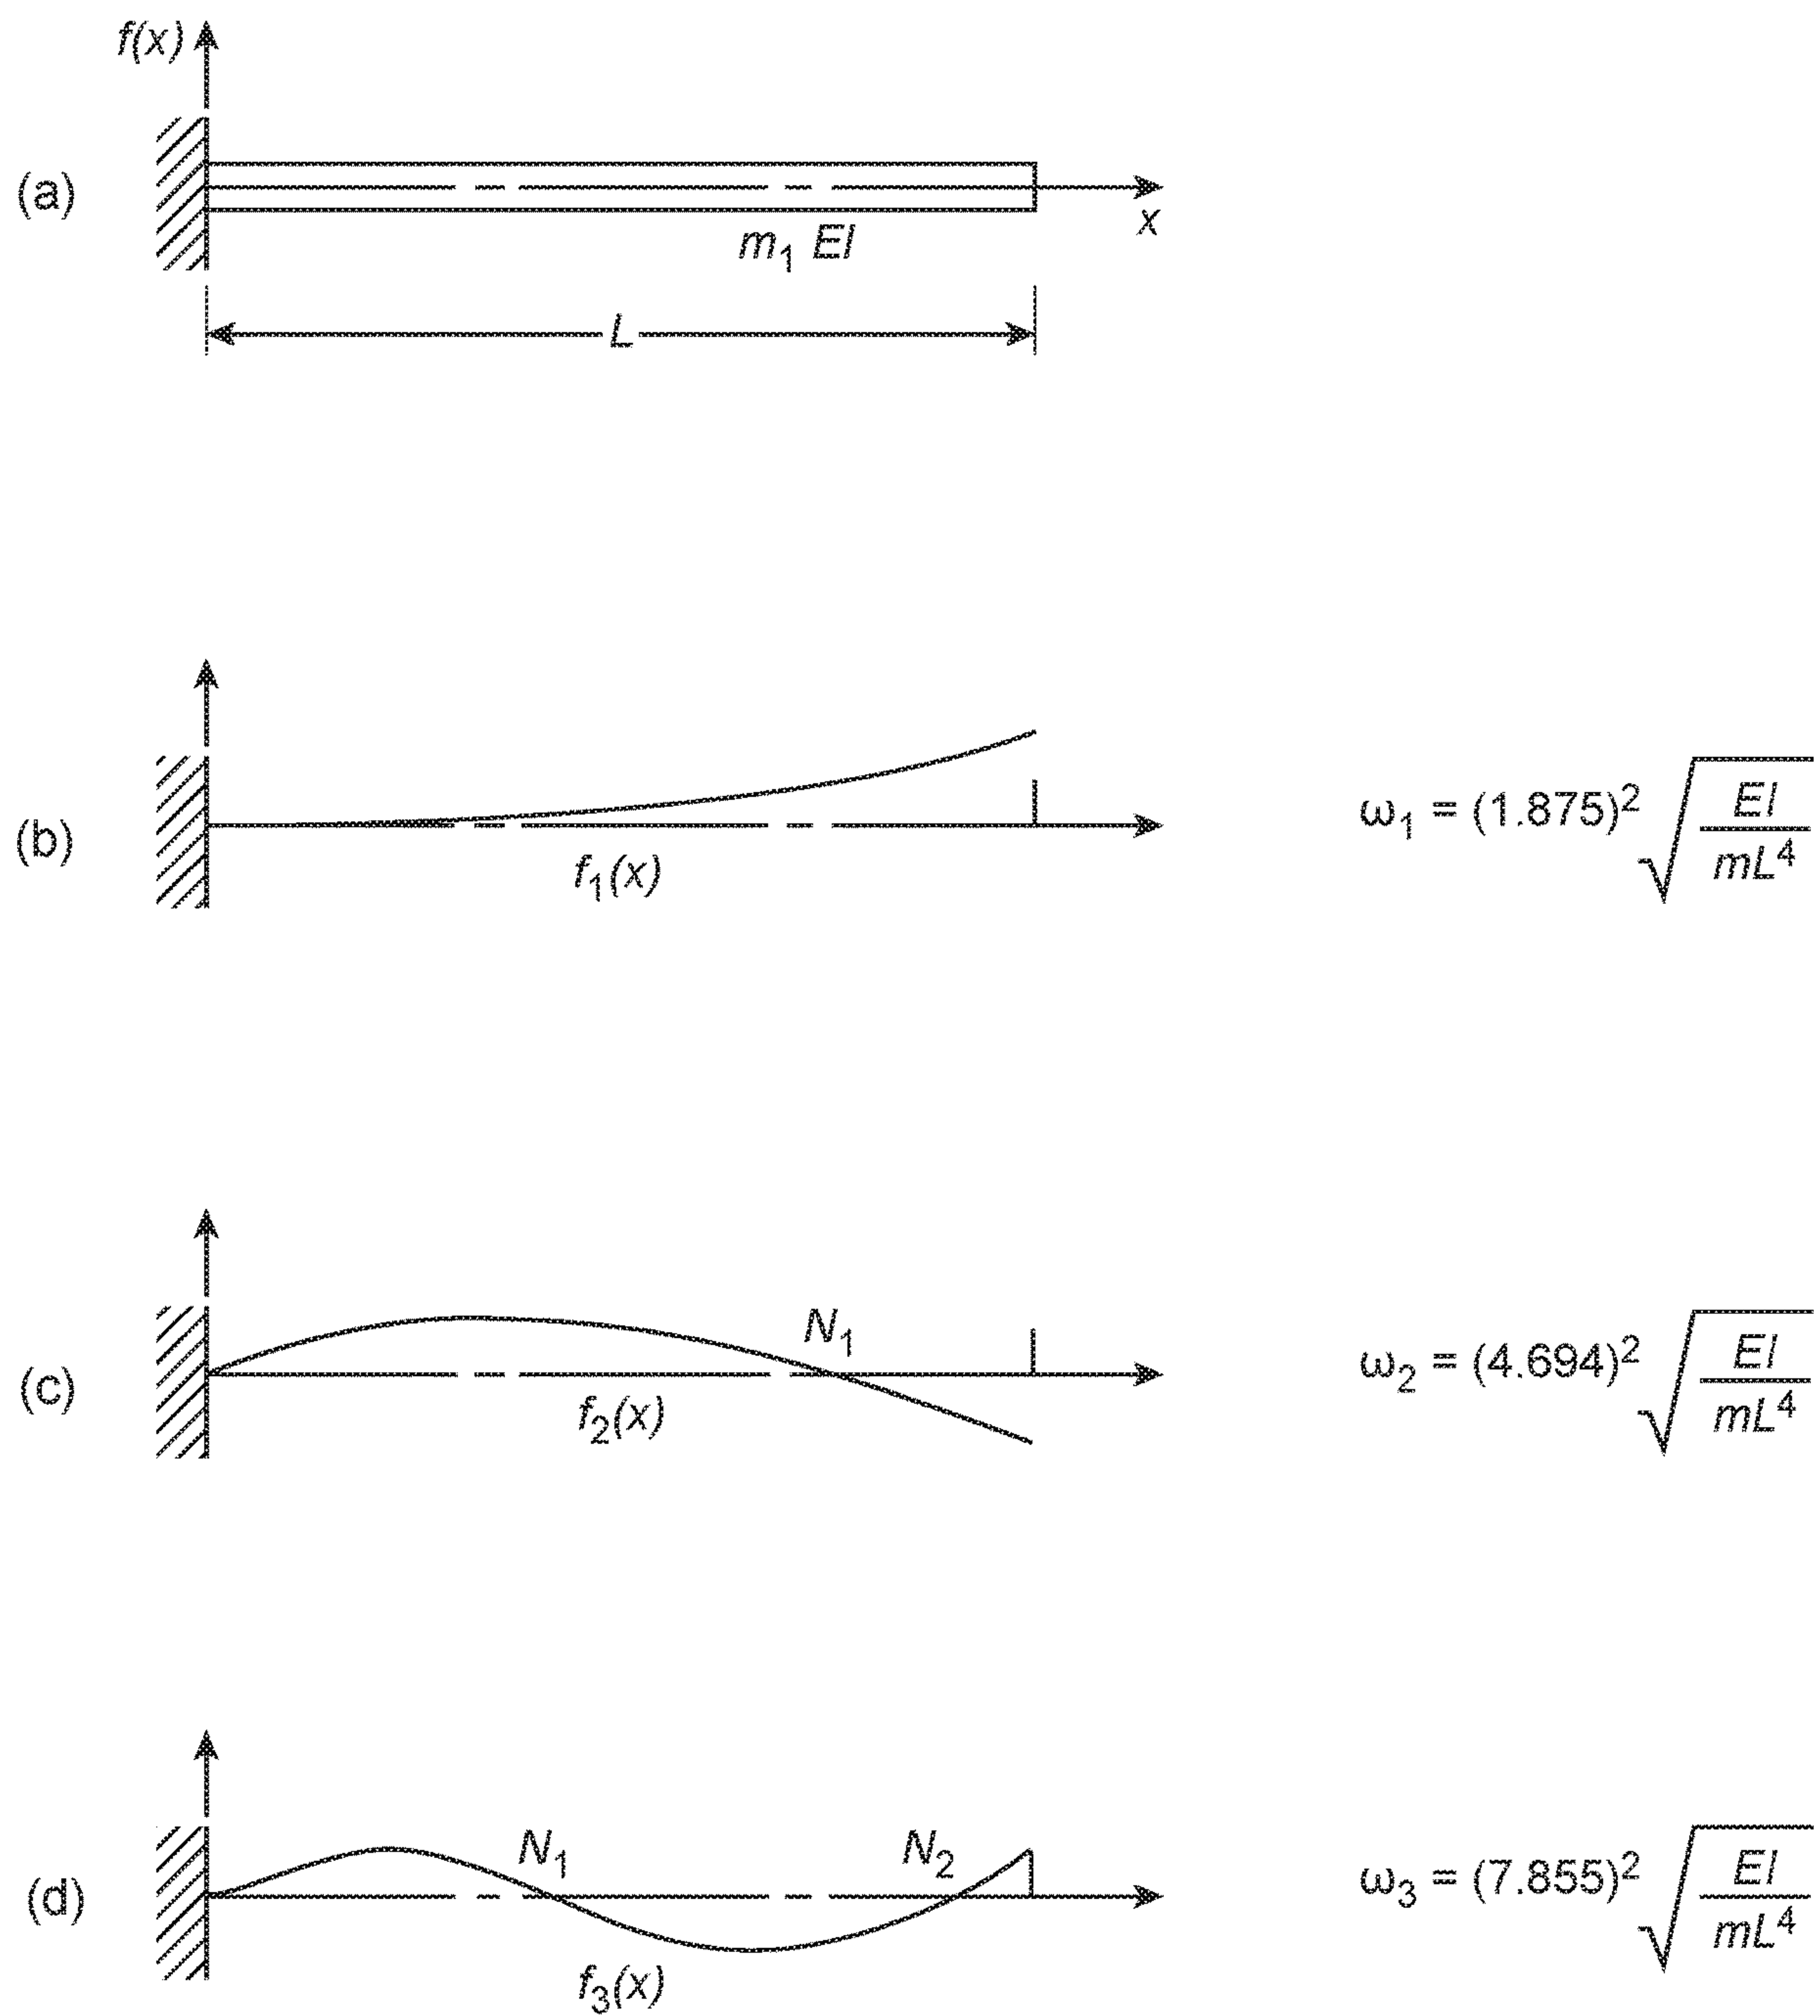 f(x)
(a)
x
m₁ EI
L
(b)
f₁(x)
ω₁ = (1.875)² √(EI/mL⁴)
N₁
(c)
f₂(x)
ω₂ = (4.694)² √(EI/mL⁴)
N₁ N₂
(d)
f₃(x)
ω₃ = (7.855)² √(EI/mL⁴)